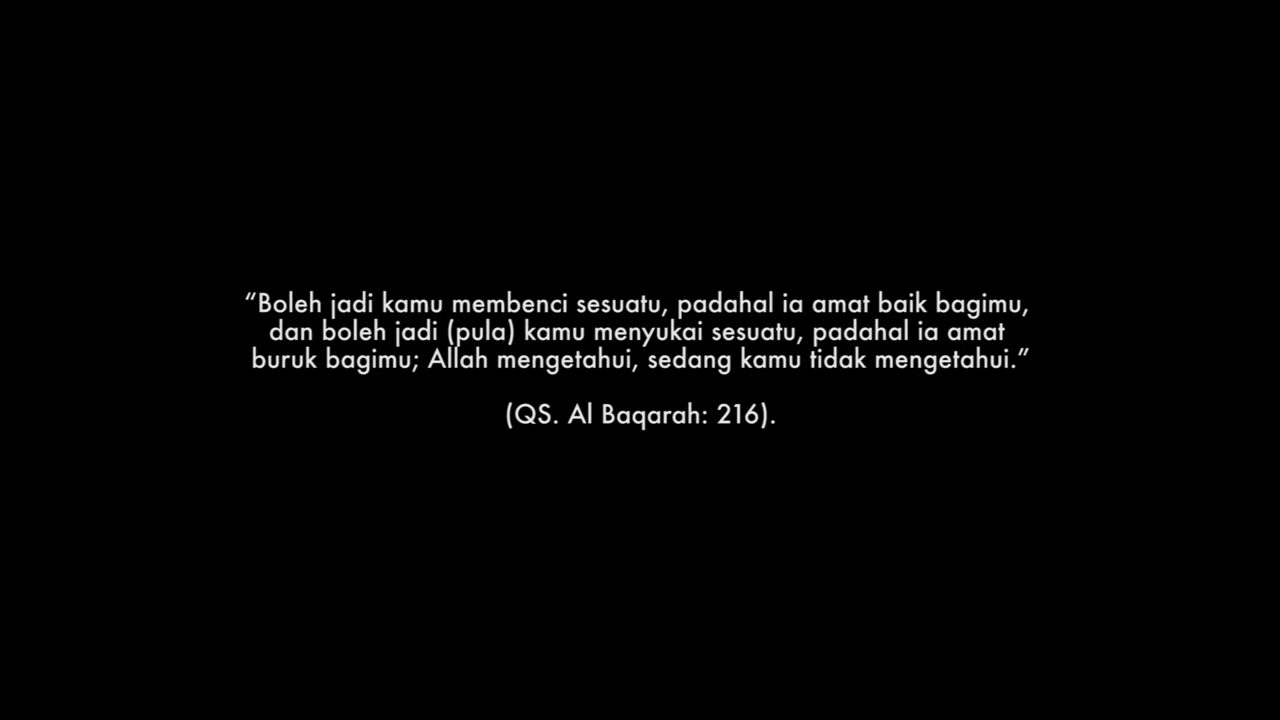 “Boleh jadi kamu membenci sesuatu, padahal ia amat baik bagimu,
dan boleh jadi (pula) kamu menyukai sesuatu, padahal ia amat
buruk bagimu; Allah mengetahui, sedang kamu tidak mengetahui.”
(QS. Al Baqarah: 216).